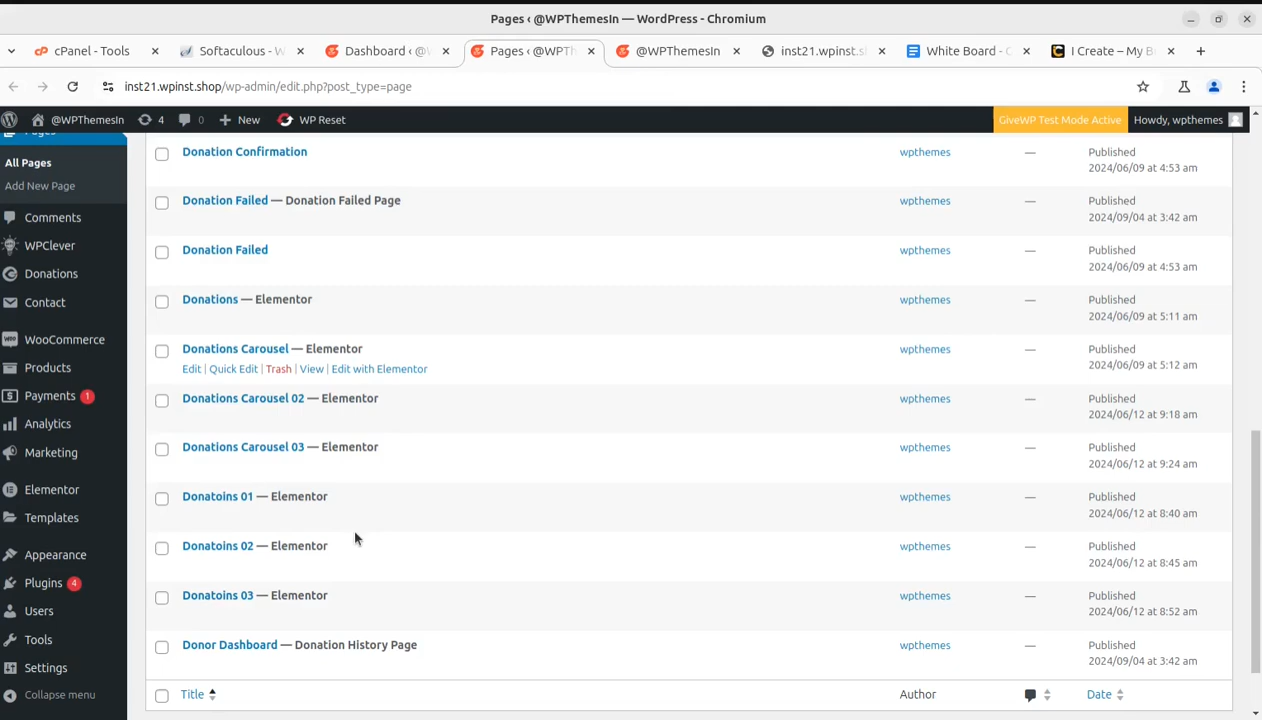 Pages ‹ @WPThemesIn — WordPress - Chromium
cPanel - Tools
Softaculous - W
Dashboard ‹ @
Pages ‹ @WPTh
@WPThemesIn
inst21.wpinst.s
White Board -
I Create – My B
inst21.wpinst.shop/wp-admin/edit.php?post_type=page
@WPThemesIn 4 0 New WP Reset GiveWP Test Mode Active Howdy, wpthemes
Pages
All Pages
Add New Page
Comments
WPClever
Donations
Contact
WooCommerce
Products
Payments 1
Analytics
Marketing
Elementor
Templates
Appearance
Plugins 4
Users
Tools
Settings
Collapse menu
Donation Confirmation wpthemes — Published
2024/06/09 at 4:53 am
Donation Failed — Donation Failed Page wpthemes — Published
2024/09/04 at 3:42 am
Donation Failed wpthemes — Published
2024/06/09 at 4:53 am
Donations — Elementor wpthemes — Published
2024/06/09 at 5:11 am
Donations Carousel — Elementor wpthemes — Published
Edit | Quick Edit | Trash | View | Edit with Elementor 2024/06/09 at 5:12 am
Donations Carousel 02 — Elementor wpthemes — Published
2024/06/12 at 9:18 am
Donations Carousel 03 — Elementor wpthemes — Published
2024/06/12 at 9:24 am
Donatoins 01 — Elementor wpthemes — Published
2024/06/12 at 8:40 am
Donatoins 02 — Elementor wpthemes — Published
2024/06/12 at 8:45 am
Donatoins 03 — Elementor wpthemes — Published
2024/06/12 at 8:52 am
Donor Dashboard — Donation History Page wpthemes — Published
2024/09/04 at 3:42 am
Title Author Date